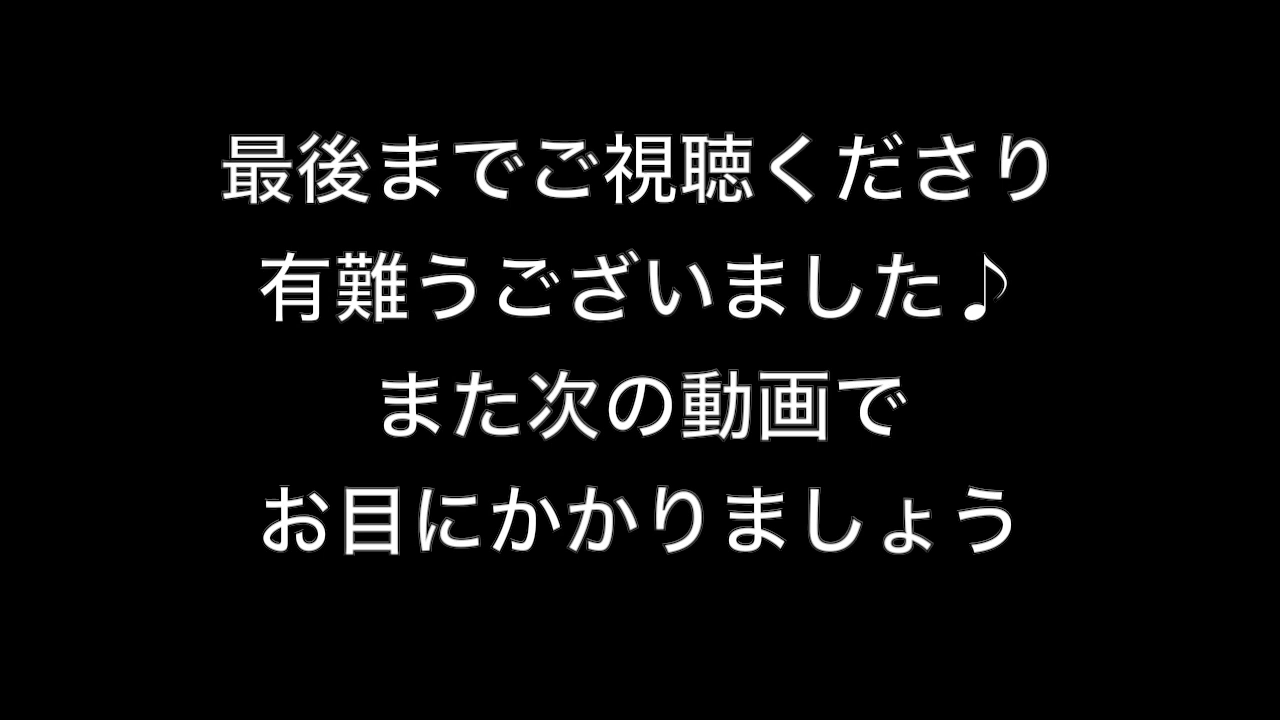 最後までご視聴くださり
有難うございました♪
また次の動画で
お目にかかりましょう